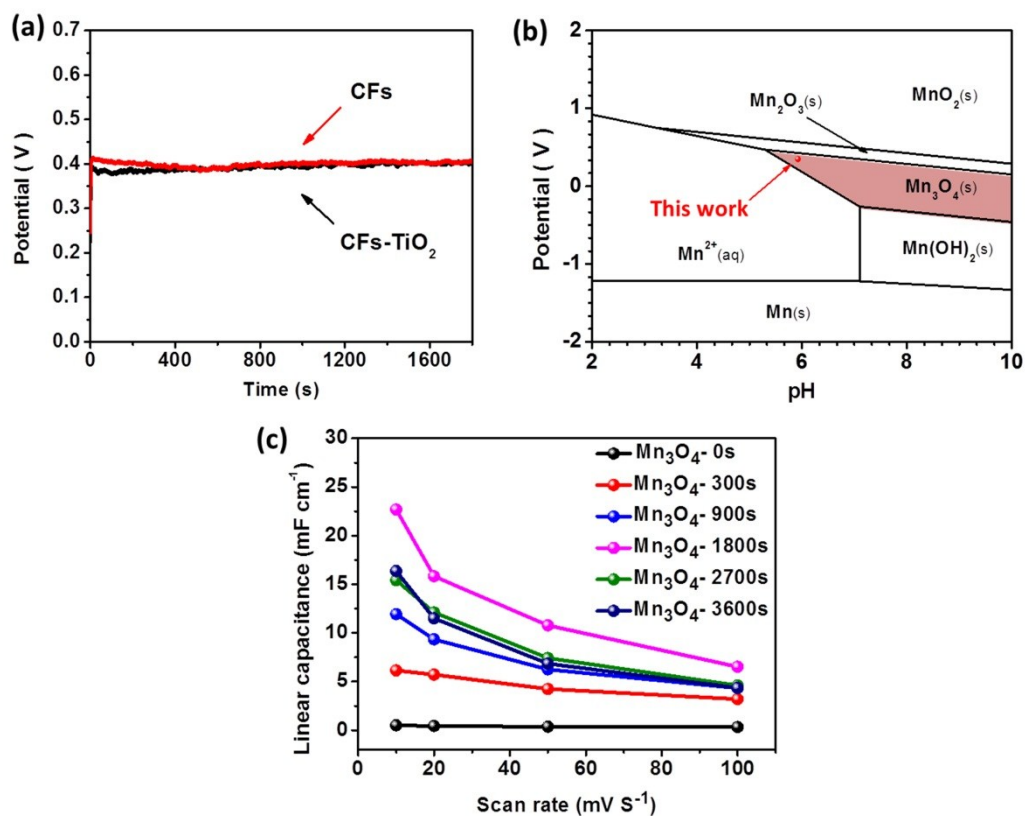 (a)
0.7
0.6
0.5
0.4
0.3
0.2
0.1
0.0
Potential ( V )
CFs
CFs-TiO₂
0 400 800 1200 1600
Time (s)
(b)
2
1
0
-1
-2
Potential ( V )
Mn₂O₃(s)
MnO₂(s)
This work
Mn₃O₄(s)
Mn²⁺(aq)
Mn(OH)₂(s)
Mn(s)
2 4 6 8 10
pH
(c)
30
25
20
15
10
5
0
Linear capacitance (mF cm⁻¹)
Mn₃O₄- 0s
Mn₃O₄- 300s
Mn₃O₄- 900s
Mn₃O₄- 1800s
Mn₃O₄- 2700s
Mn₃O₄- 3600s
0 20 40 60 80 100
Scan rate (mV S⁻¹)